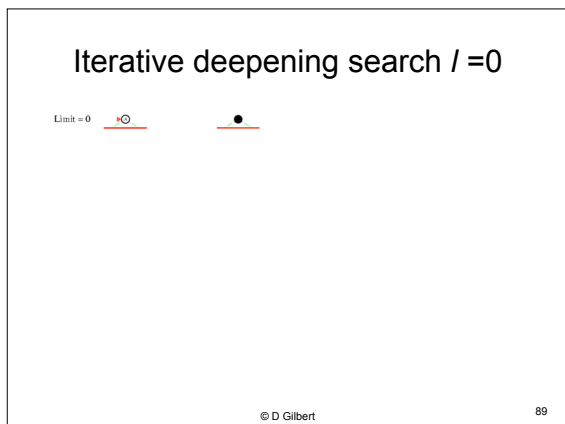 Iterative deepening search l =0
Limit = 0
A
© D Gilbert
89